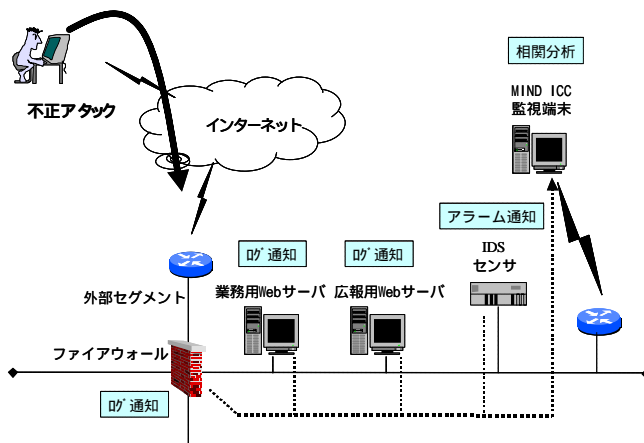 相関分析
MIND ICC
監視端末
不正アタック
インターネット
アラーム通知
ログ通知
ログ通知
IDS
センサ
外部セグメント
業務用Webサーバ
広報用Webサーバ
ファイアウォール
ログ通知